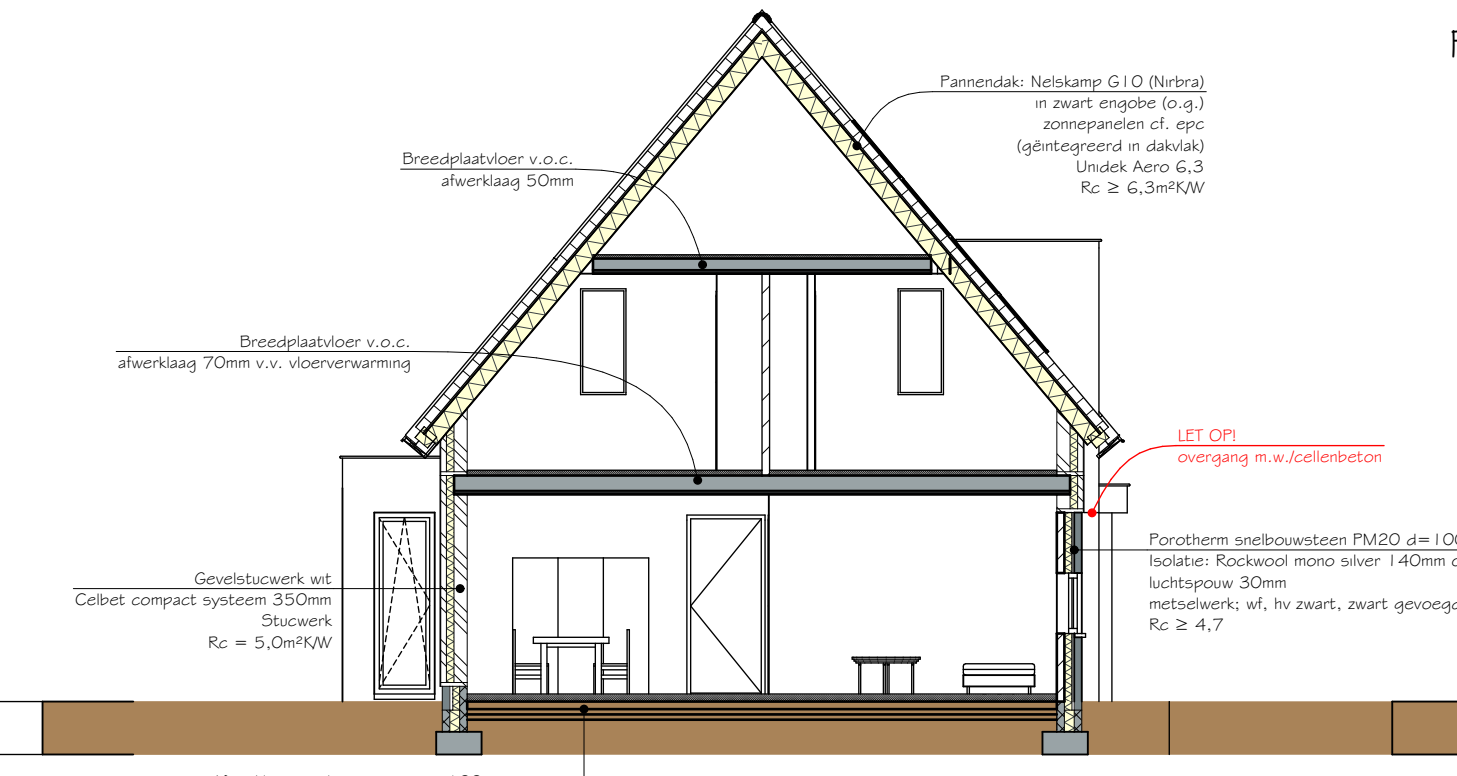 Pannendak: Nelskamp G10 (Nirbra)
in zwart engobe (o.g.)
zonnepanelen cf. epc
(geïntegreerd in dakvlak)
Unidek Aero 6,3
Rc ≥ 6,3m²K/W
Breedplaatvloer v.o.c.
afwerklaag 50mm
Breedplaatvloer v.o.c.
afwerklaag 70mm v.v. vloerverwarming
LET OP!
overgang m.w./cellenbeton
Porotherm snelbouwsteen PM20 d=100
Isolatie: Rockwool mono silver 140mm d
luchtspouw 30mm
metselwerk; wf, hv zwart, zwart gevoegd
Rc ≥ 4,7
Gevelstucwerk wit
Celbet compact systeem 350mm
Stucwerk
Rc = 5,0m²K/W